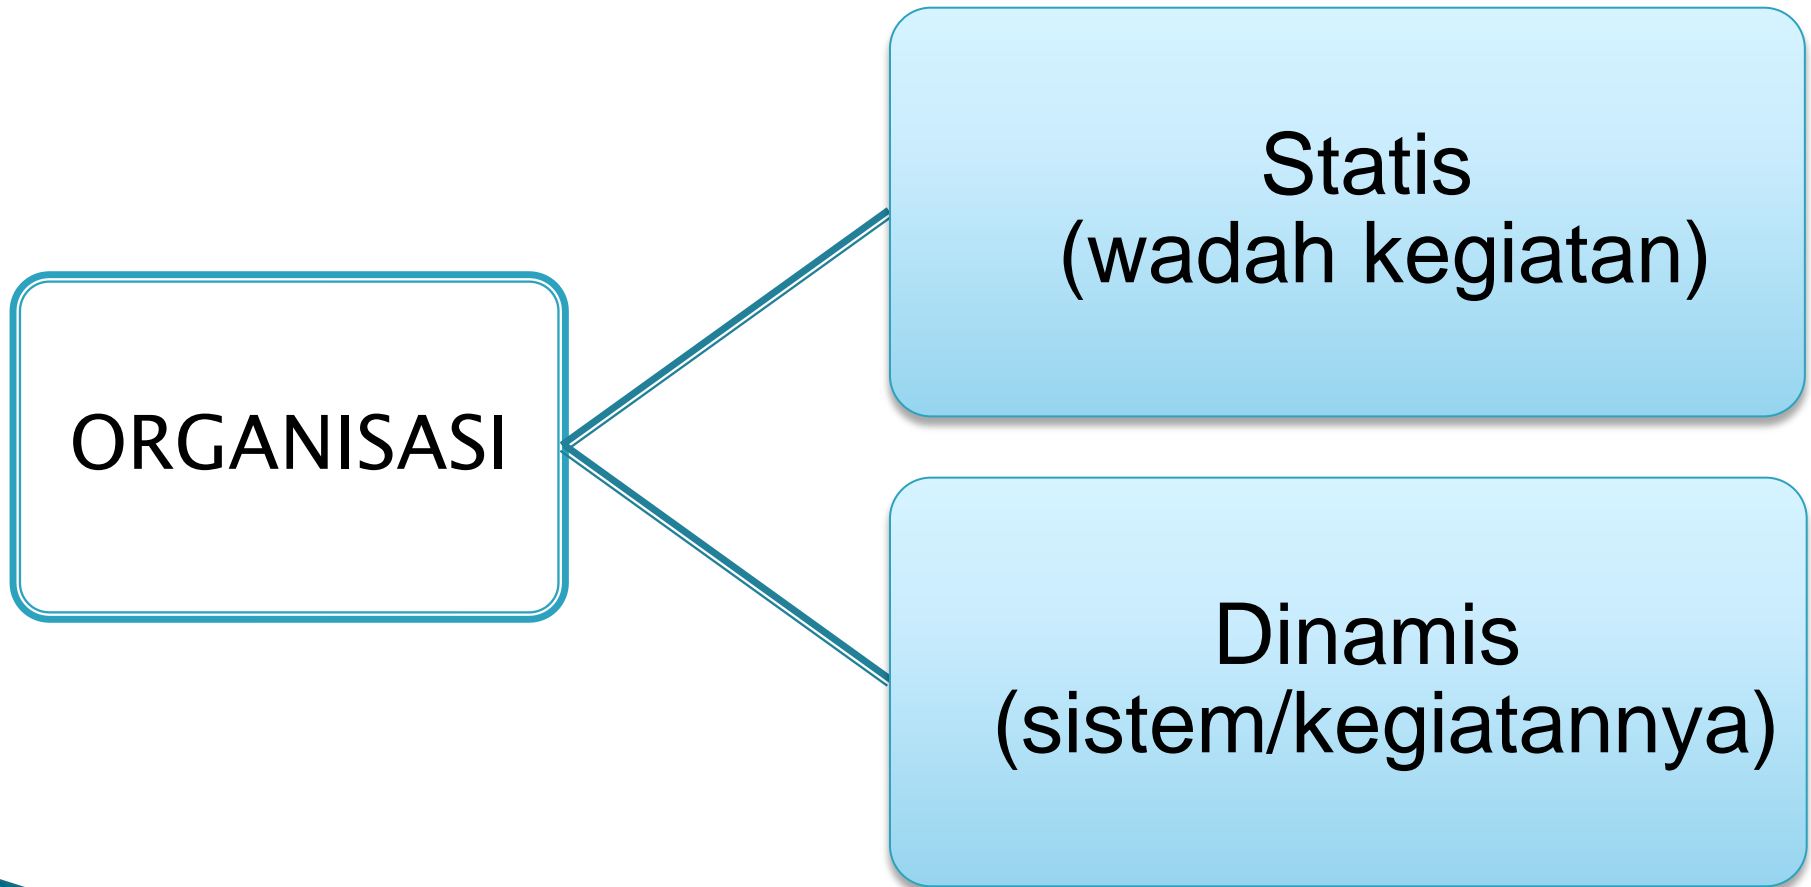 ORGANISASI
Statis
(wadah kegiatan)
Dinamis
(sistem/kegiatannya)